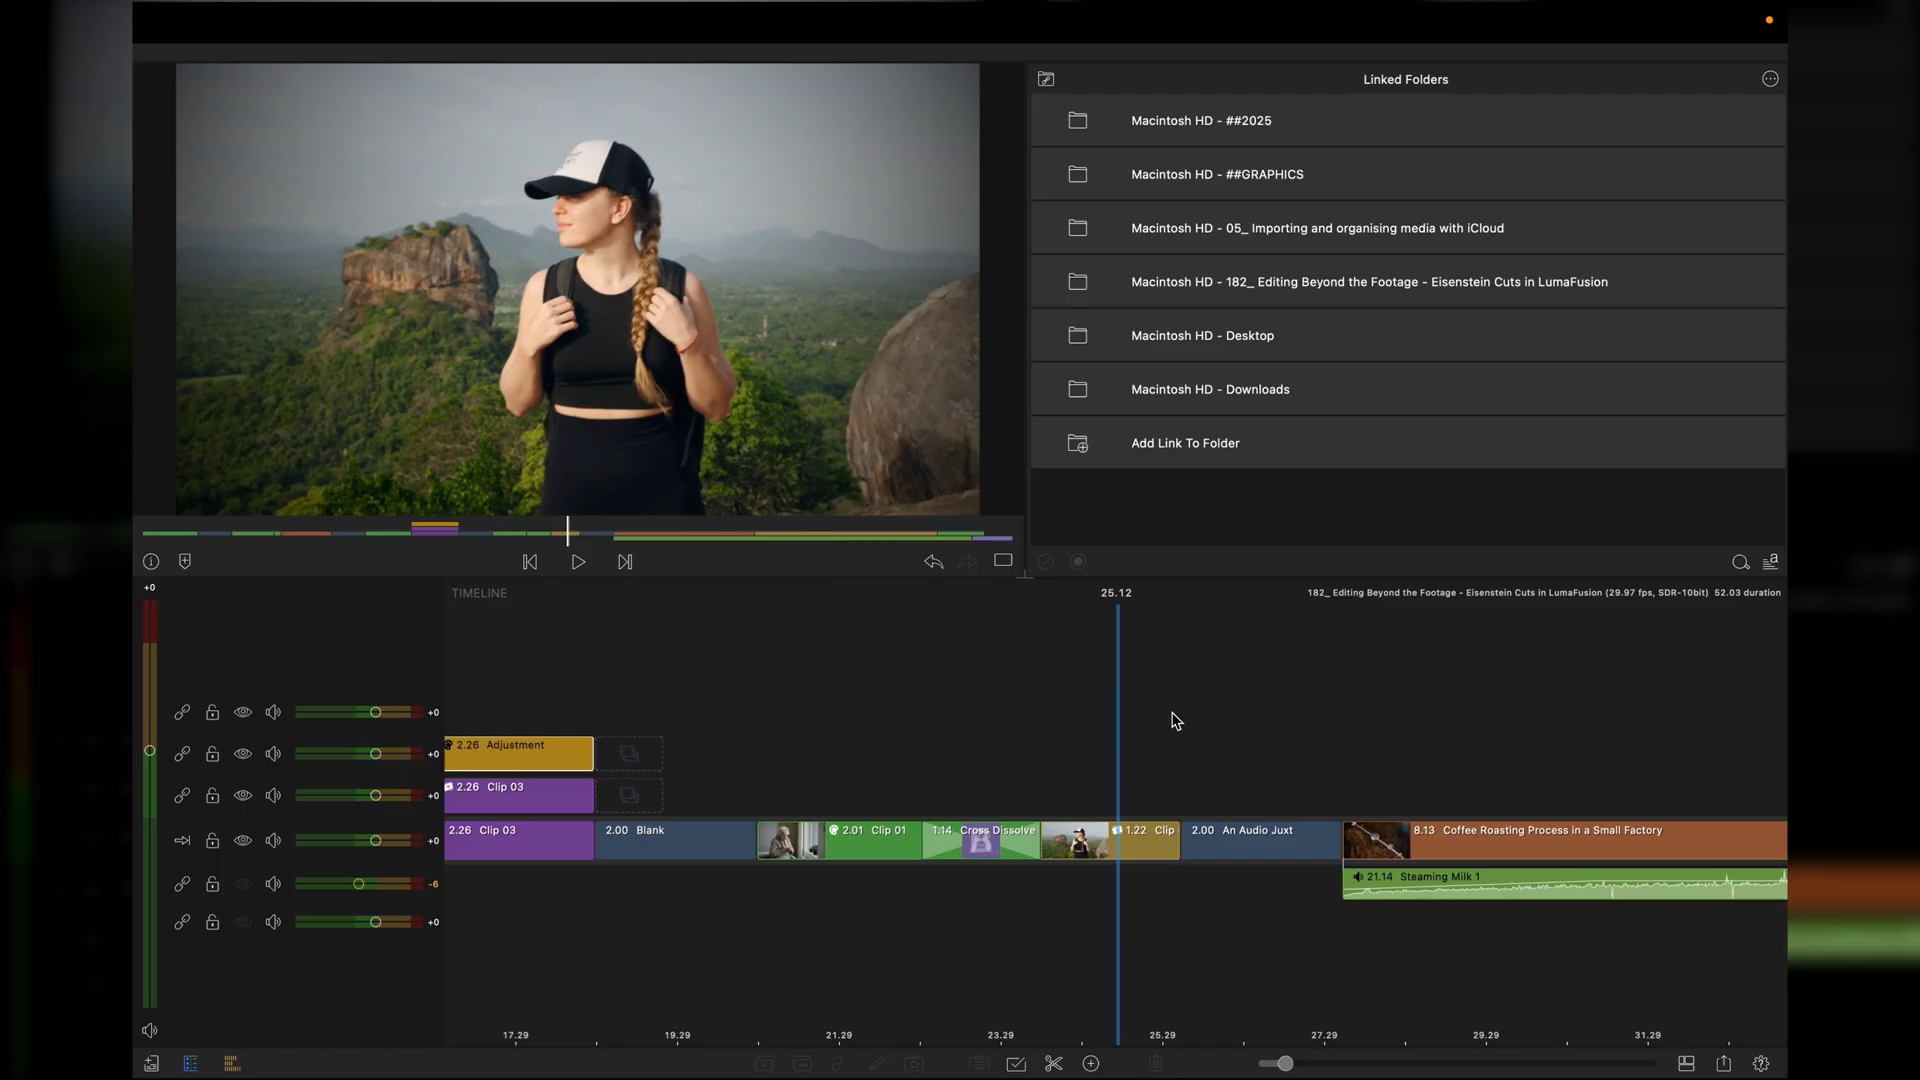 Linked Folders
Macintosh HD - ##2025
Macintosh HD - ##GRAPHICS
Macintosh HD - 05_ Importing and organising media with iCloud
Macintosh HD - 182_ Editing Beyond the Footage - Eisenstein Cuts in LumaFusion
Macintosh HD - Desktop
Macintosh HD - Downloads
Add Link To Folder
+0
TIMELINE
25.12
182_ Editing Beyond the Footage - Eisenstein Cuts in LumaFusion (29.97 fps, SDR-10bit) 52.03 duration
+0
+0
2.26 Adjustment
+0
2.26 Clip 03
+0
2.26 Clip 03
2.00 Blank
2.01 Clip 01
1.14 Cross Dissolve
1.22 Clip
2.00 An Audio Juxt
8.13 Coffee Roasting Process in a Small Factory
-6
21.14 Steaming Milk 1
+0
17.29
19.29
21.29
23.29
25.29
27.29
29.29
31.29